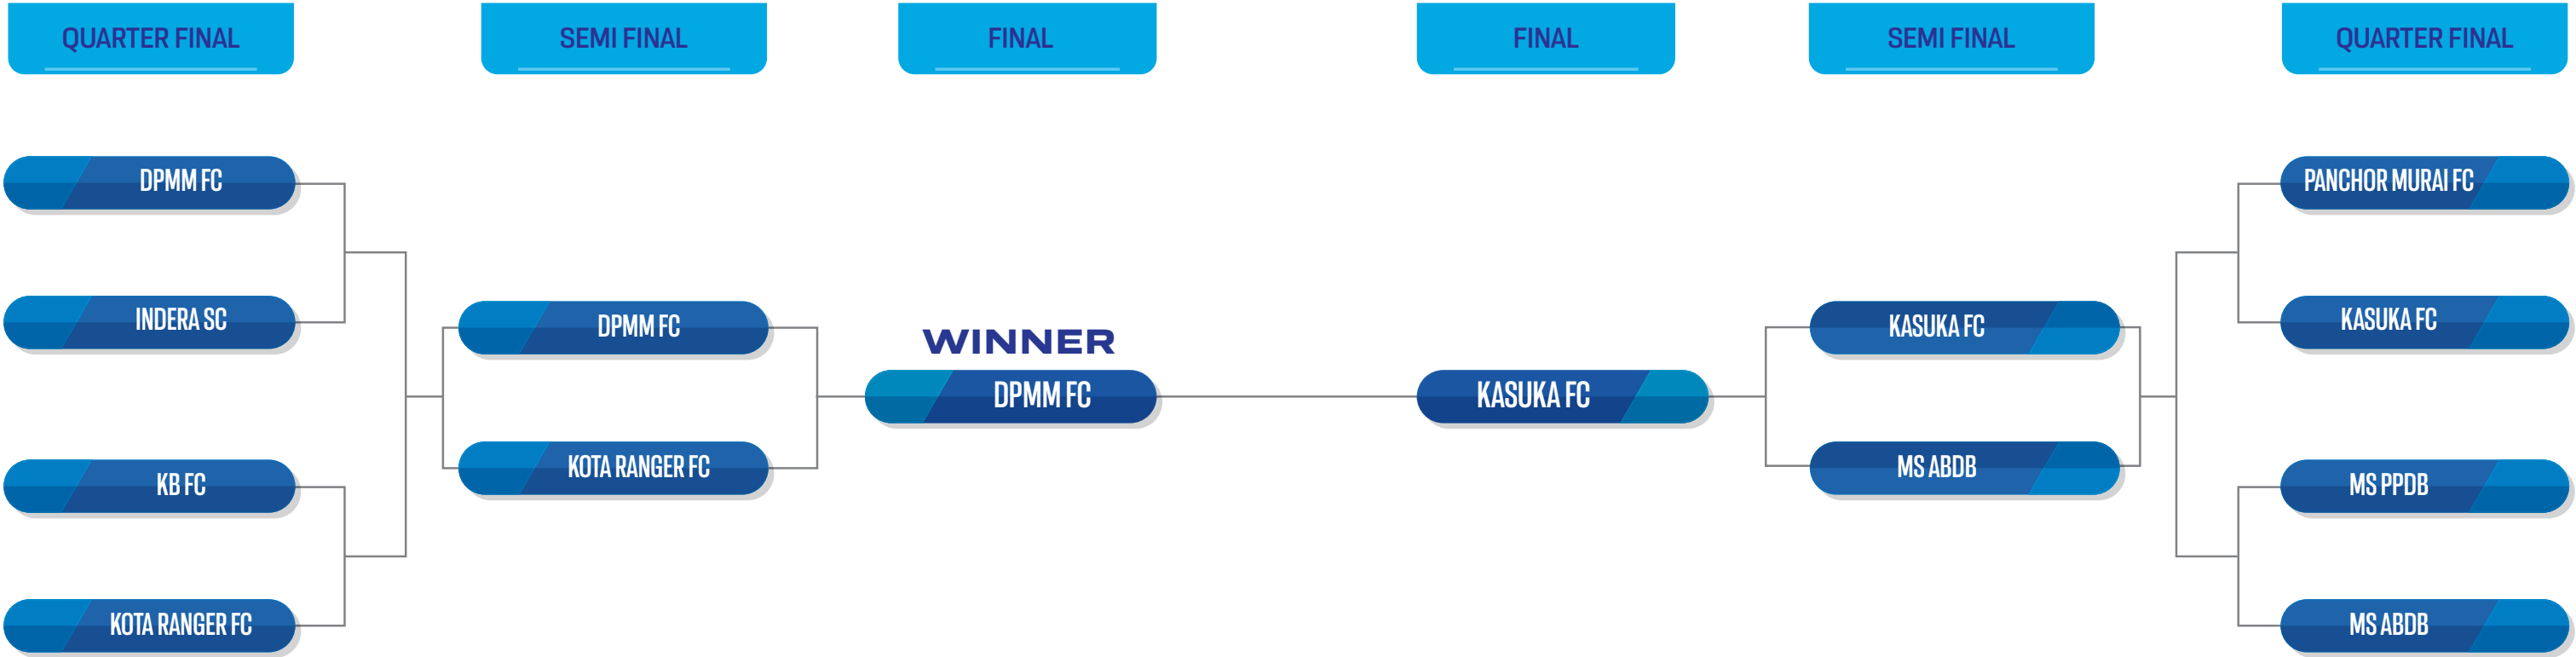 QUARTER FINAL
SEMI FINAL
FINAL
FINAL
SEMI FINAL
QUARTER FINAL
DPMM FC
INDERA SC
KB FC
KOTA RANGER FC
DPMM FC
KOTA RANGER FC
WINNER
DPMM FC
KASUKA FC
KASUKA FC
MS ABDB
PANCHOR MURAI FC
KASUKA FC
MS PPDB
MS ABDB